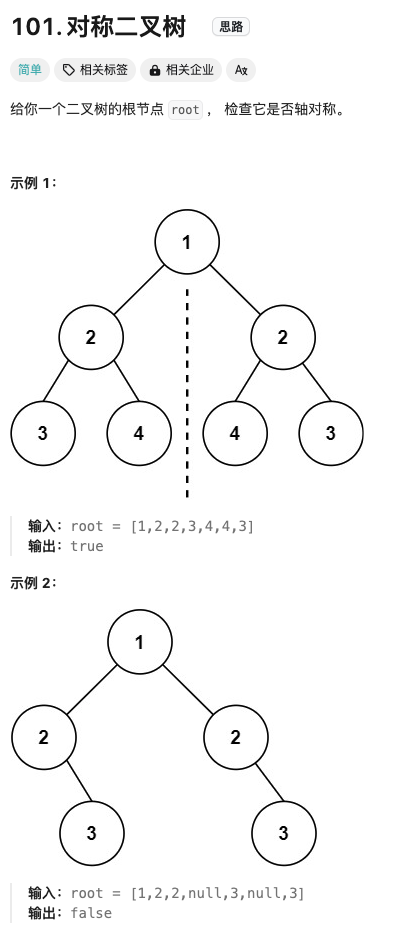 101. 对称二叉树 思路
简单 相关标签 相关企业 Aあ
给你一个二叉树的根节点 root ， 检查它是否轴对称。
示例 1：
1
2 2
3 4 4 3
输入：root = [1,2,2,3,4,4,3]
输出：true
示例 2：
1
2 2
3 3
输入：root = [1,2,2,null,3,null,3]
输出：false